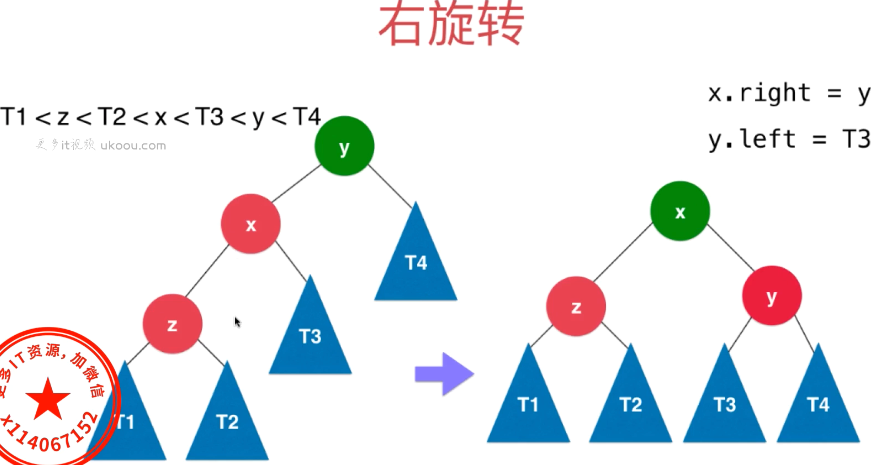 右旋转
T1 < z < T2 < x < T3 < y < T4
x.right = y
y.left = T3
更多it视频 ukoou.com
y
x
T4
z
T3
T1
T2
x
z
y
T1
T2
T3
T4
更多IT资源,加微信
x114067152